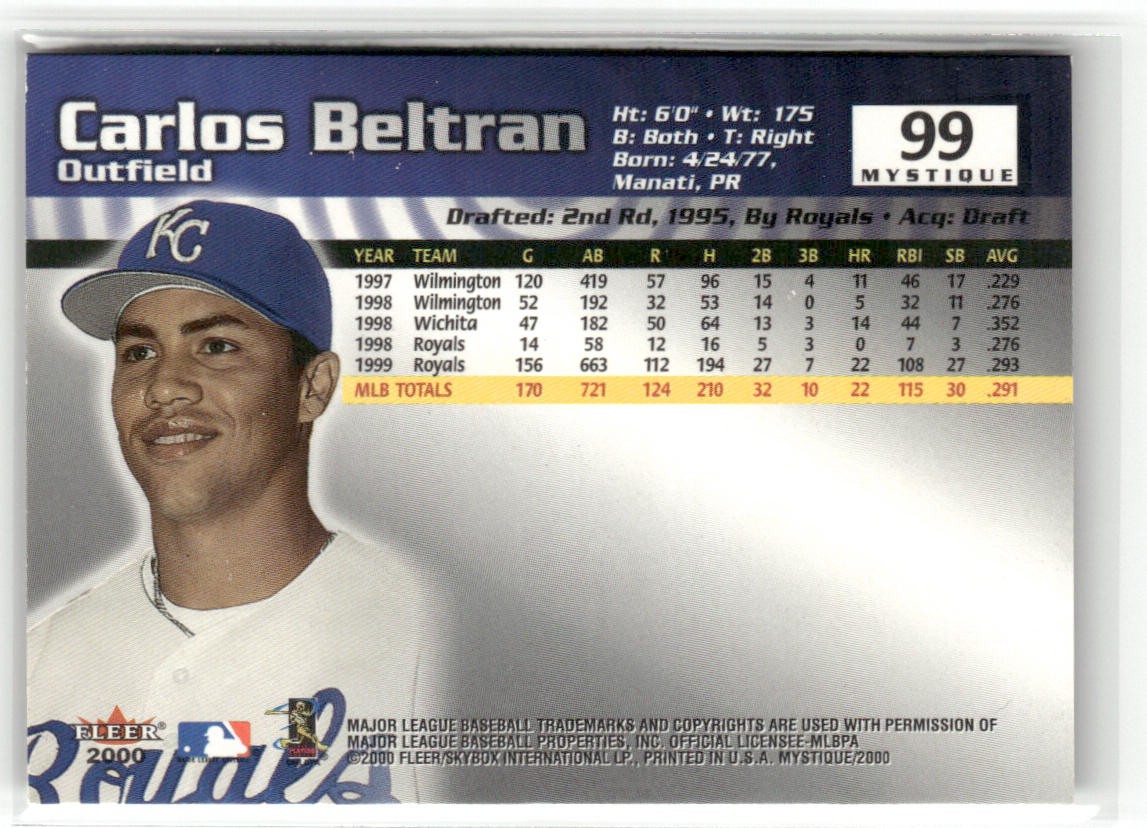 Carlos Beltran
Outfield
Ht: 6'0" • Wt: 175
B: Both • T: Right
Born: 4/24/77,
Manati, PR
99
MYSTIQUE
Drafted: 2nd Rd, 1995, By Royals • Acq: Draft
KC
YEAR TEAM G AB R H 2B 3B HR RBI SB AVG
1997 Wilmington 120 419 57 96 15 4 11 46 17 .229
1998 Wilmington 52 192 32 53 14 0 5 32 11 .276
1998 Wichita 47 182 50 64 13 3 14 44 7 .352
1998 Royals 14 58 12 16 5 3 0 7 3 .276
1999 Royals 156 663 112 194 27 7 22 108 27 .293
MLB TOTALS 170 721 124 210 32 10 22 115 30 .291
Royals
FLEER®
2000
PLAYERS
MAJOR LEAGUE BASEBALL TRADEMARKS AND COPYRIGHTS ARE USED WITH PERMISSION OF
MAJOR LEAGUE BASEBALL PROPERTIES, INC. OFFICIAL LICENSEE-MLBPA
©2000 FLEER/SKYBOX INTERNATIONAL LP., PRINTED IN U.S.A. MYSTIQUE/2000